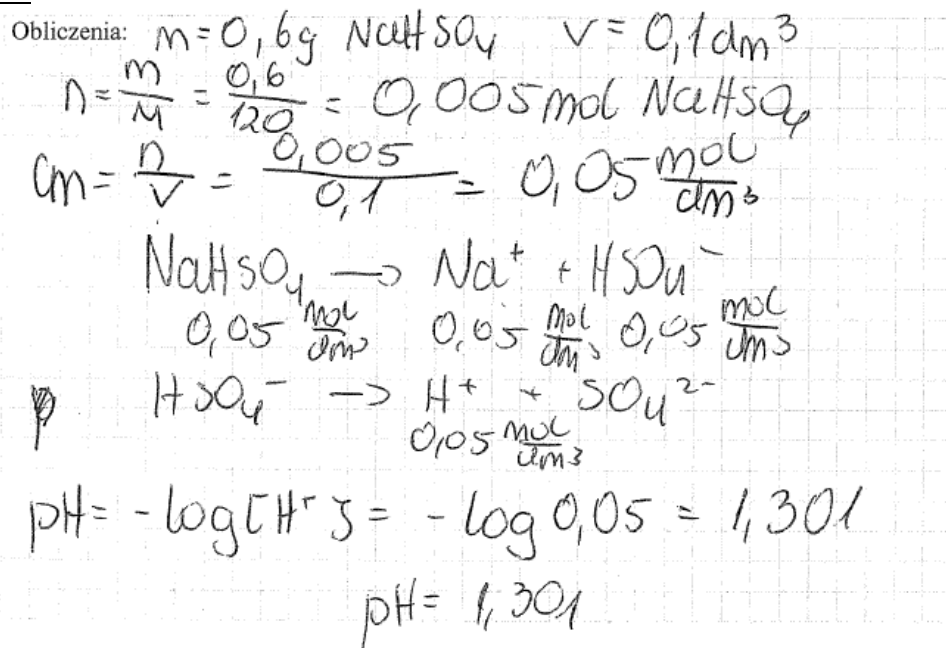 Obliczenia: m = 0,6g NaHSO4 v = 0,1dm³
n = m/M = 0,6/120 = 0,005 mol NaHSO4
Cm = n/v = 0,005/0,1 = 0,05 mol/dm³
NaHSO4 → Na⁺ + HSO4⁻
0,05 mol/dm³ 0,05 mol/dm³ 0,05 mol/dm³
HSO4⁻ → H⁺ + SO4²⁻
0,05 mol/dm³
pH = -log[H⁺] = -log 0,05 = 1,301
pH = 1,301